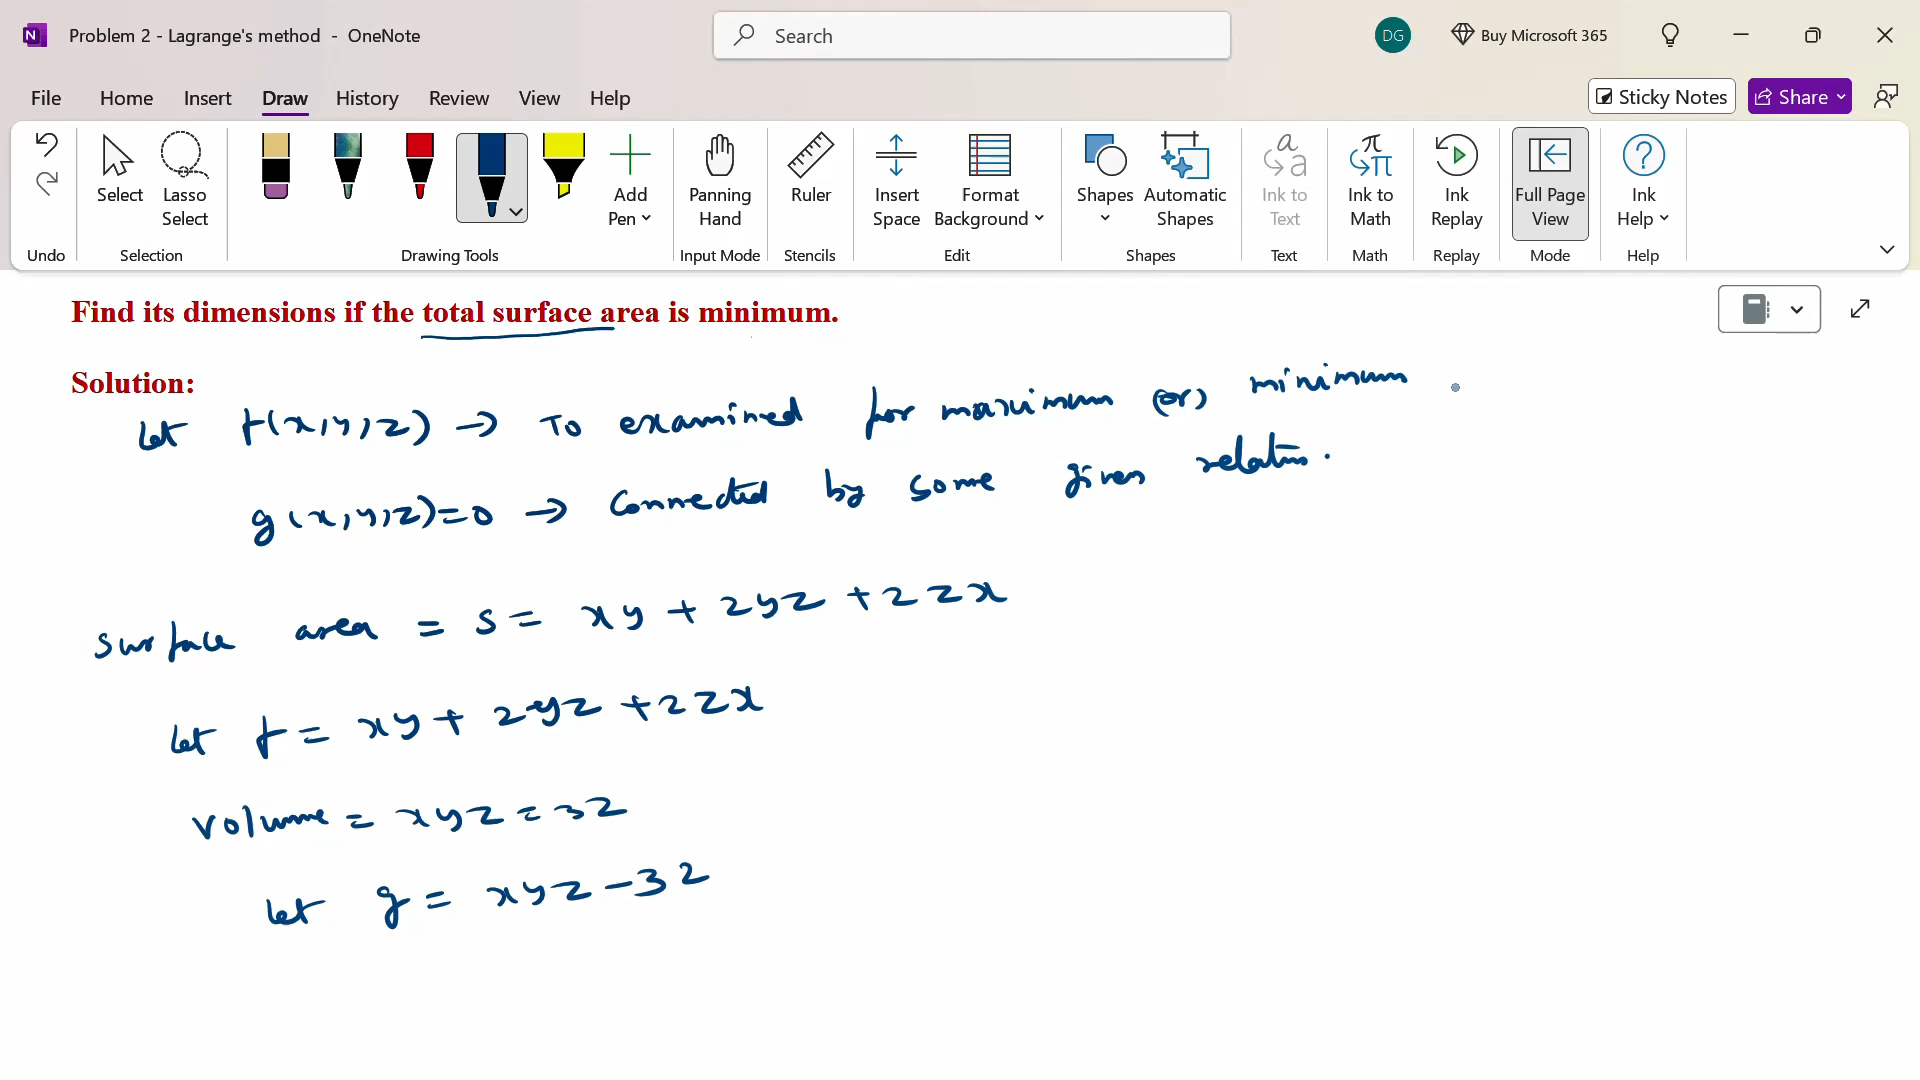 Problem 2 - Lagrange's method - OneNote
Search
DG
Buy Microsoft 365
File Home Insert Draw History Review View Help
Sticky Notes
Share
Select
Lasso Select
Add Pen
Panning Hand
Ruler
Insert Space
Format Background
Shapes
Automatic Shapes
Ink to Text
Ink to Math
Ink Replay
Full Page View
Ink Help
Undo Selection Drawing Tools Input Mode Stencils Edit Shapes Text Math Replay Mode Help
Find its dimensions if the total surface area is minimum.
Solution:
Let f(x,y,z) → To examined for maximum (or) minimum
g(x,y,z)=0 → Connected by some given relation.
Surface area = S = xy + 2yz + 2zx
Let f = xy + 2yz + 2zx
Volume = xyz = 32
Let g = xyz - 32